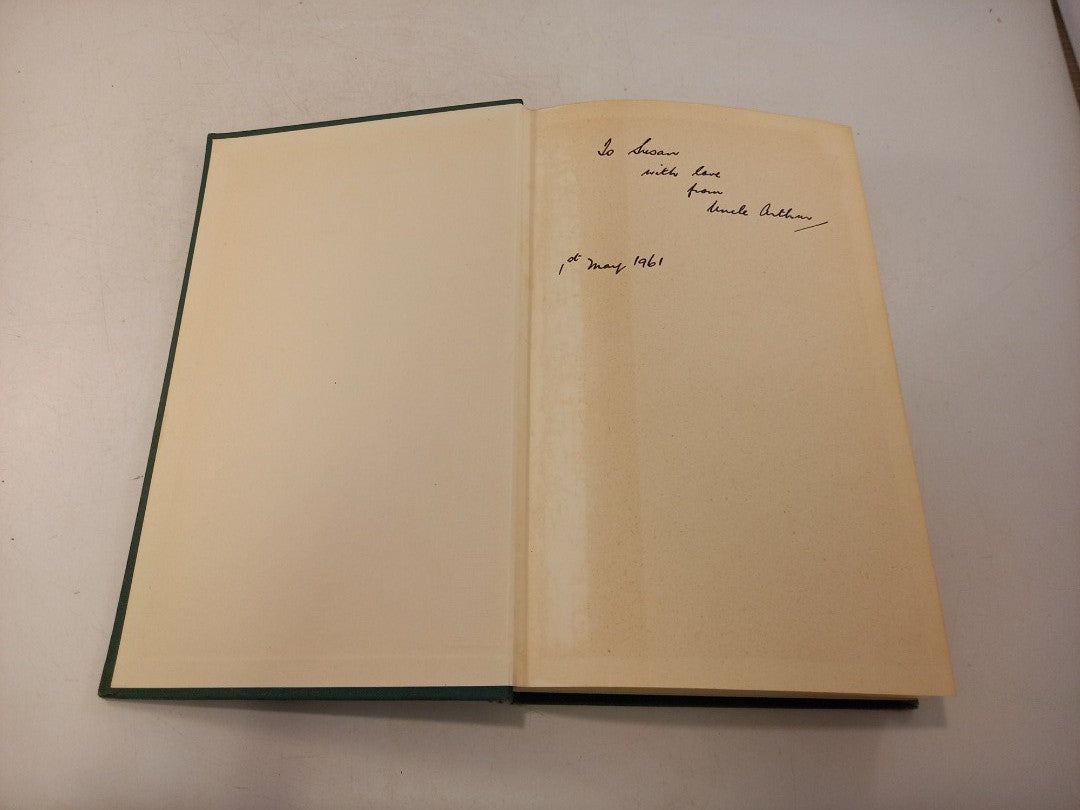 To Susan
with love
from
Uncle Arthur
1st May 1961